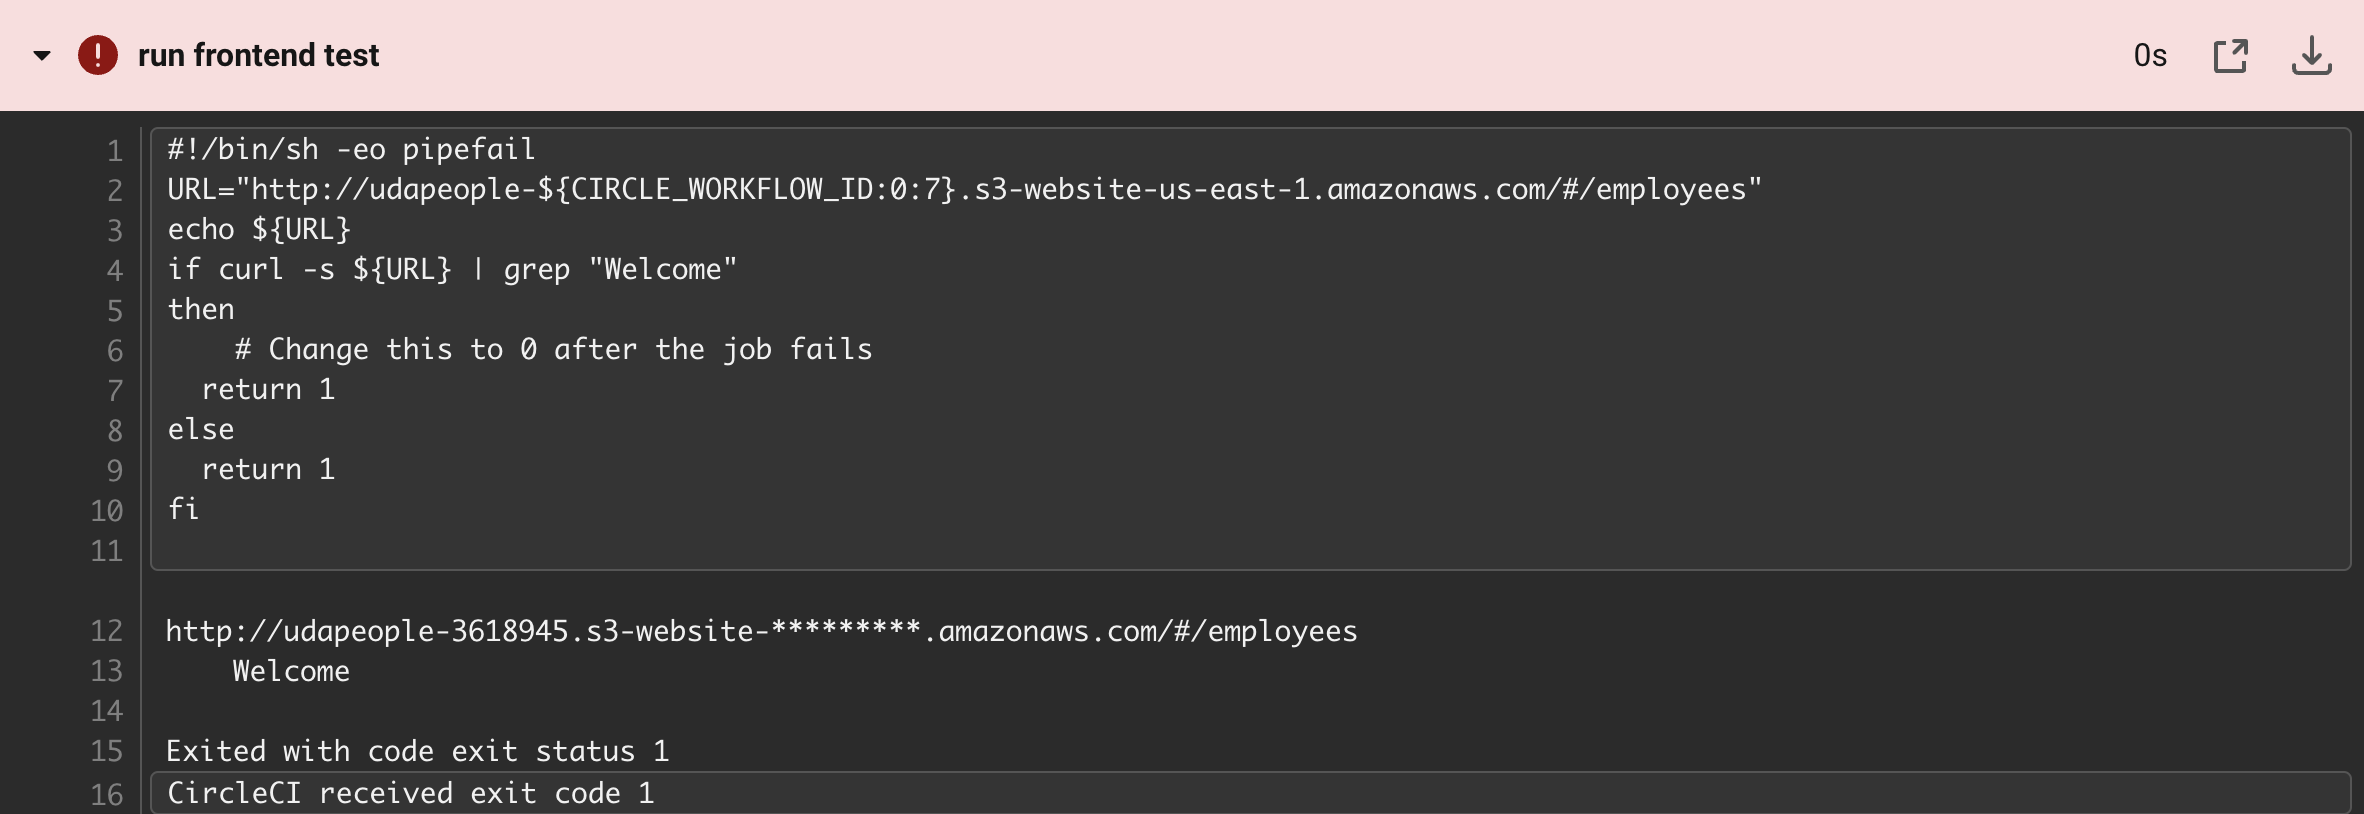 run frontend test 0s
1 #!/bin/sh -eo pipefail
2 URL="http://udapeople-${CIRCLE_WORKFLOW_ID:0:7}.s3-website-us-east-1.amazonaws.com/#/employees"
3 echo ${URL}
4 if curl -s ${URL} | grep "Welcome"
5 then
6     # Change this to 0 after the job fails
7   return 1
8 else
9   return 1
10 fi
11
12 http://udapeople-3618945.s3-website-*********.amazonaws.com/#/employees
13     Welcome
14
15 Exited with code exit status 1
16 CircleCI received exit code 1